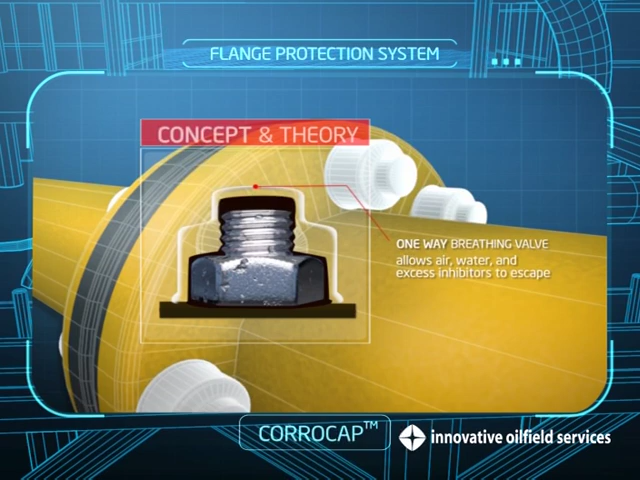 FLANGE PROTECTION SYSTEM
CONCEPT & THEORY
ONE WAY BREATHING VALVE
allows air, water, and
excess inhibitors to escape
CORROCAP™
innovative oilfield services